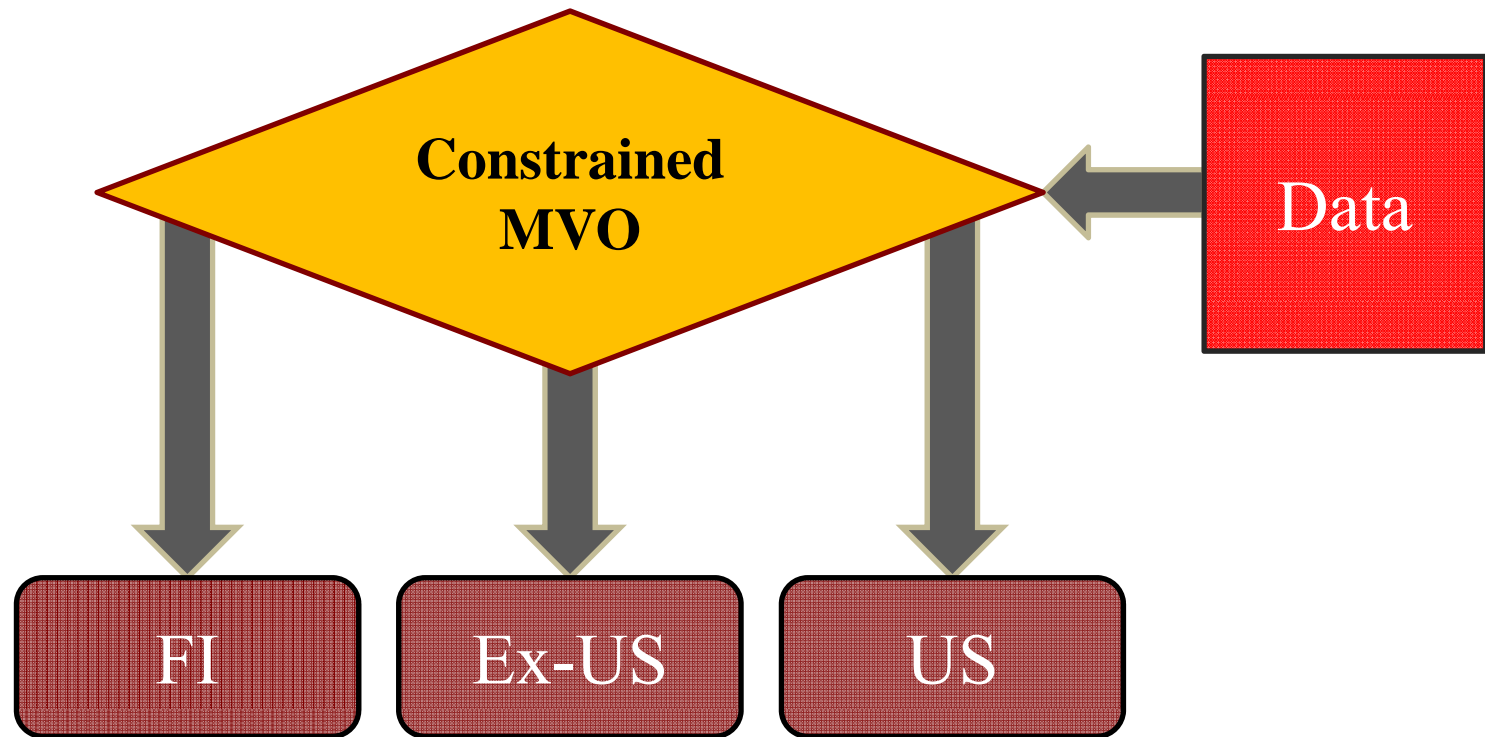 Constrained
MVO
Data
FI
Ex-US
US